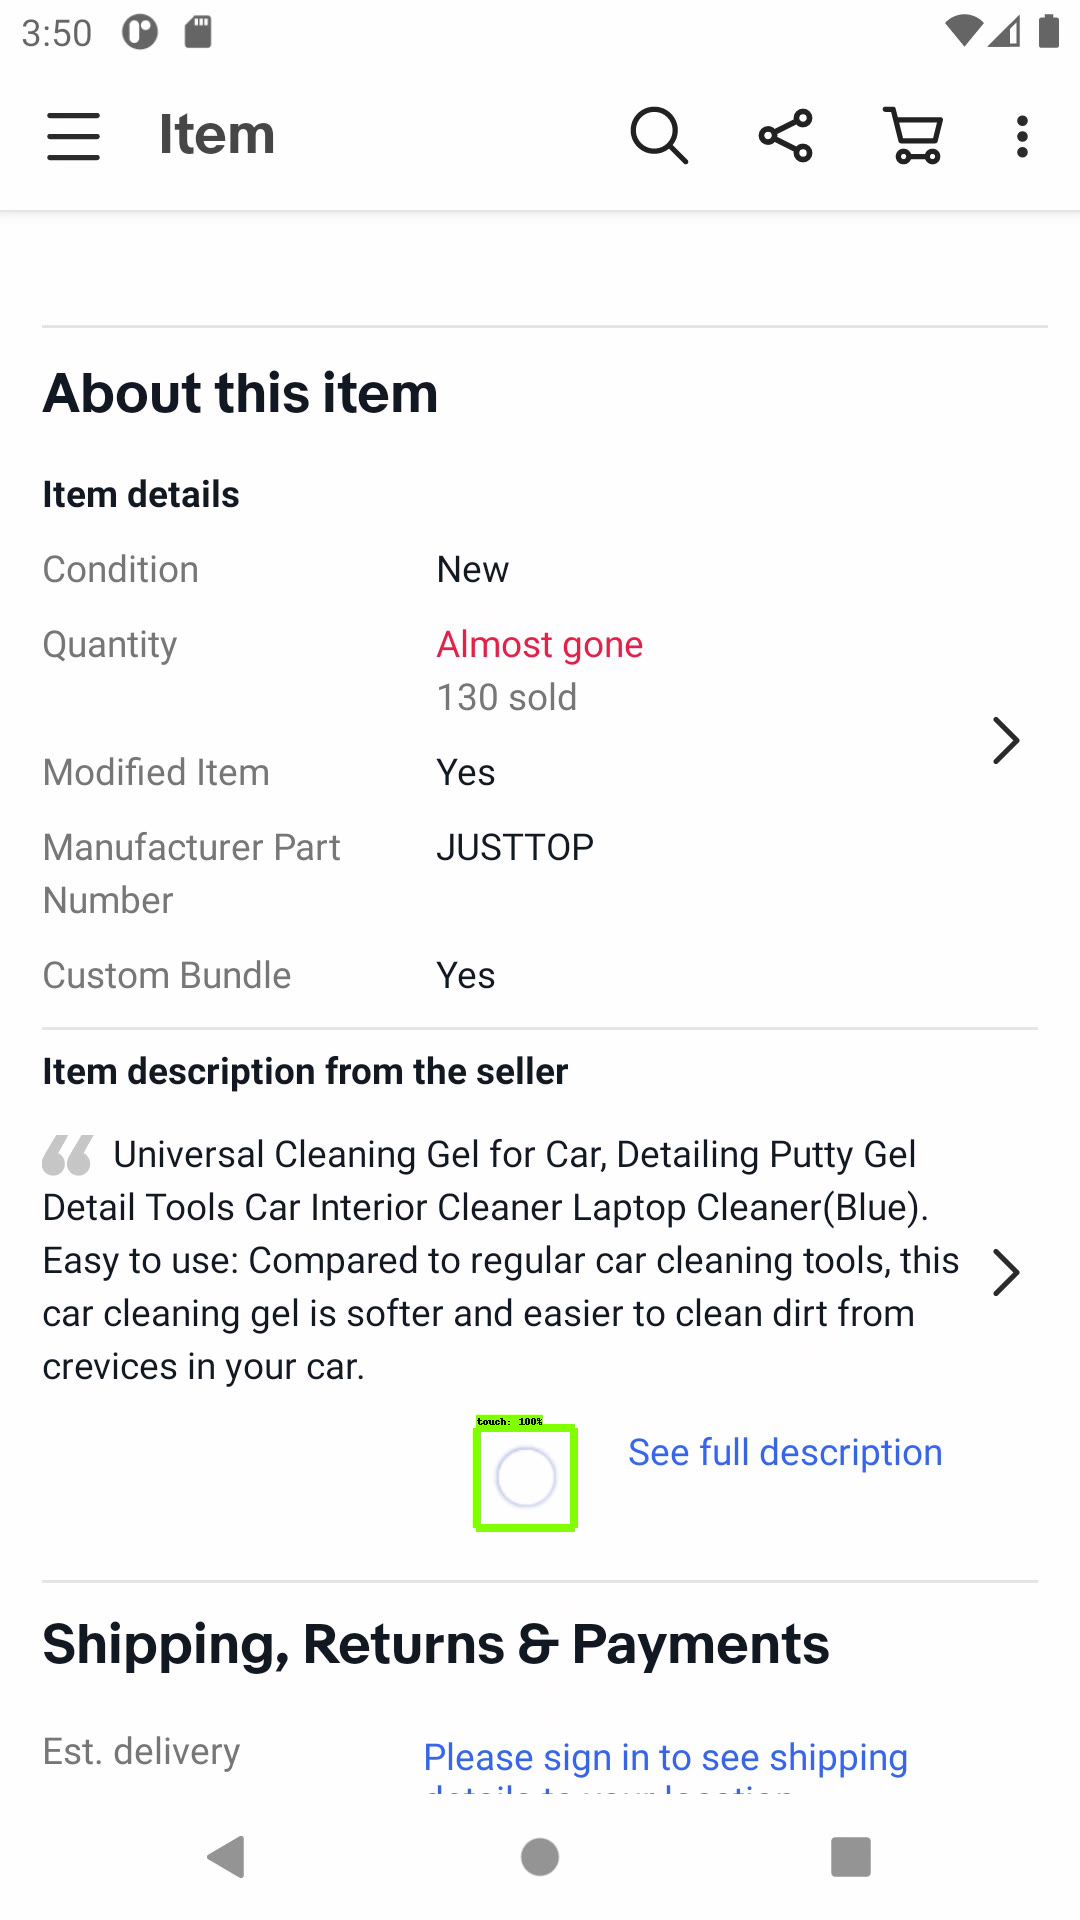 3:50
Item
About this item
Item details
Condition New
Quantity Almost gone
130 sold
Modified Item Yes
Manufacturer Part Number JUSTTOP
Custom Bundle Yes
Item description from the seller
Universal Cleaning Gel for Car, Detailing Putty Gel
Detail Tools Car Interior Cleaner Laptop Cleaner(Blue).
Easy to use: Compared to regular car cleaning tools, this
car cleaning gel is softer and easier to clean dirt from
crevices in your car.
touch: 100%
See full description
Shipping, Returns & Payments
Est. delivery Please sign in to see shipping
details to your location